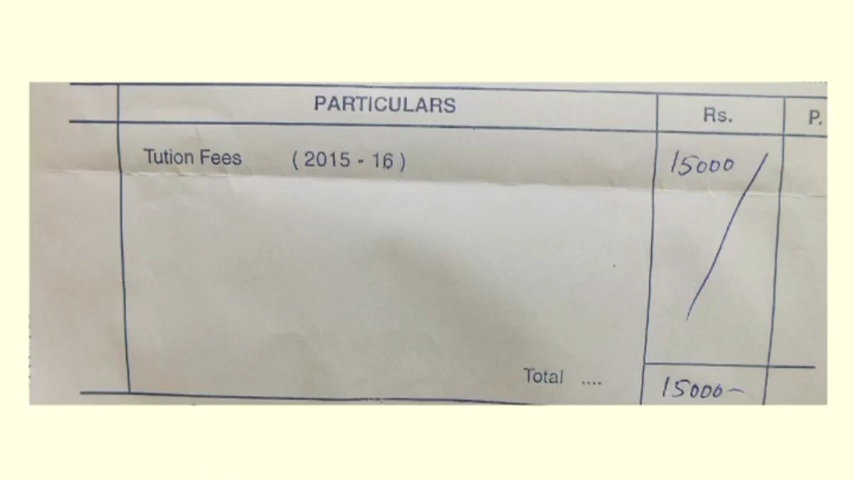 PARTICULARS Rs. P.
Tution Fees ( 2015 - 16 ) 15000
Total .... 15000-